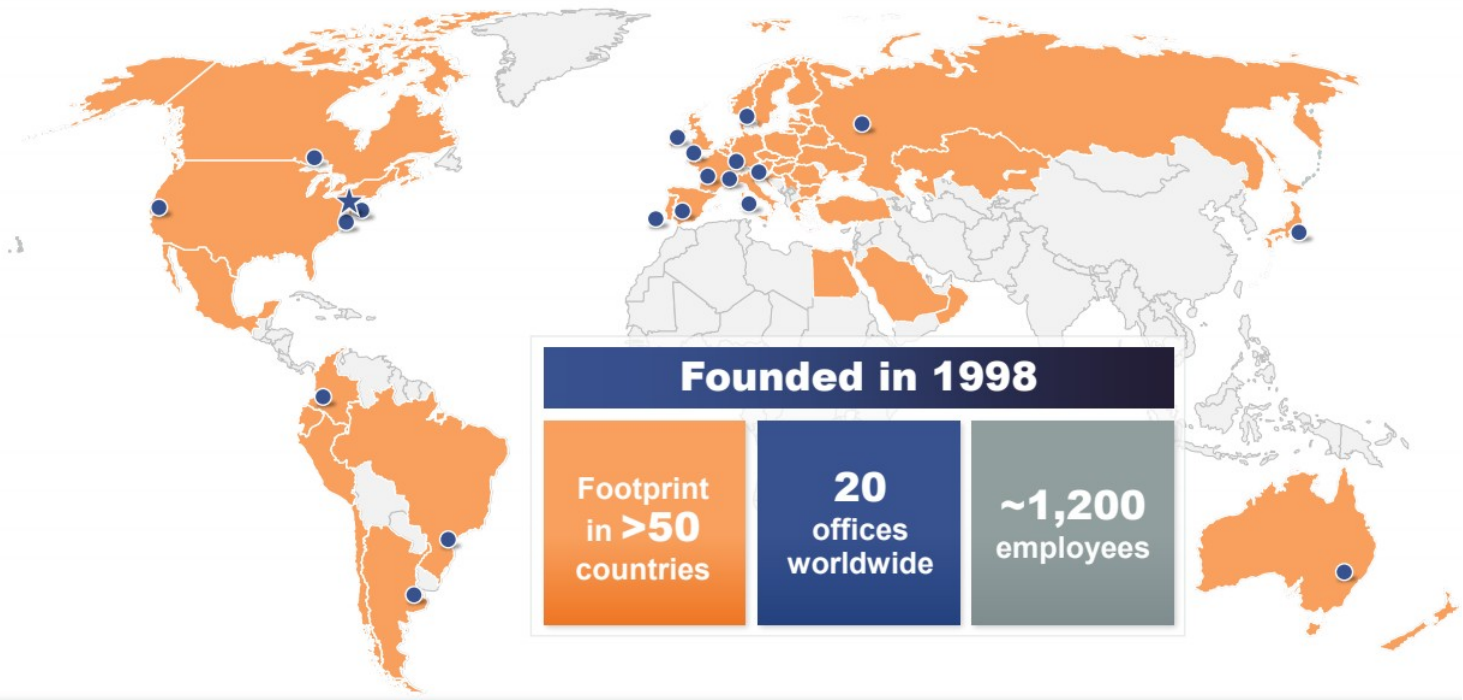 Founded in 1998
Footprint
in >50
countries
20
offices
worldwide
~1,200
employees